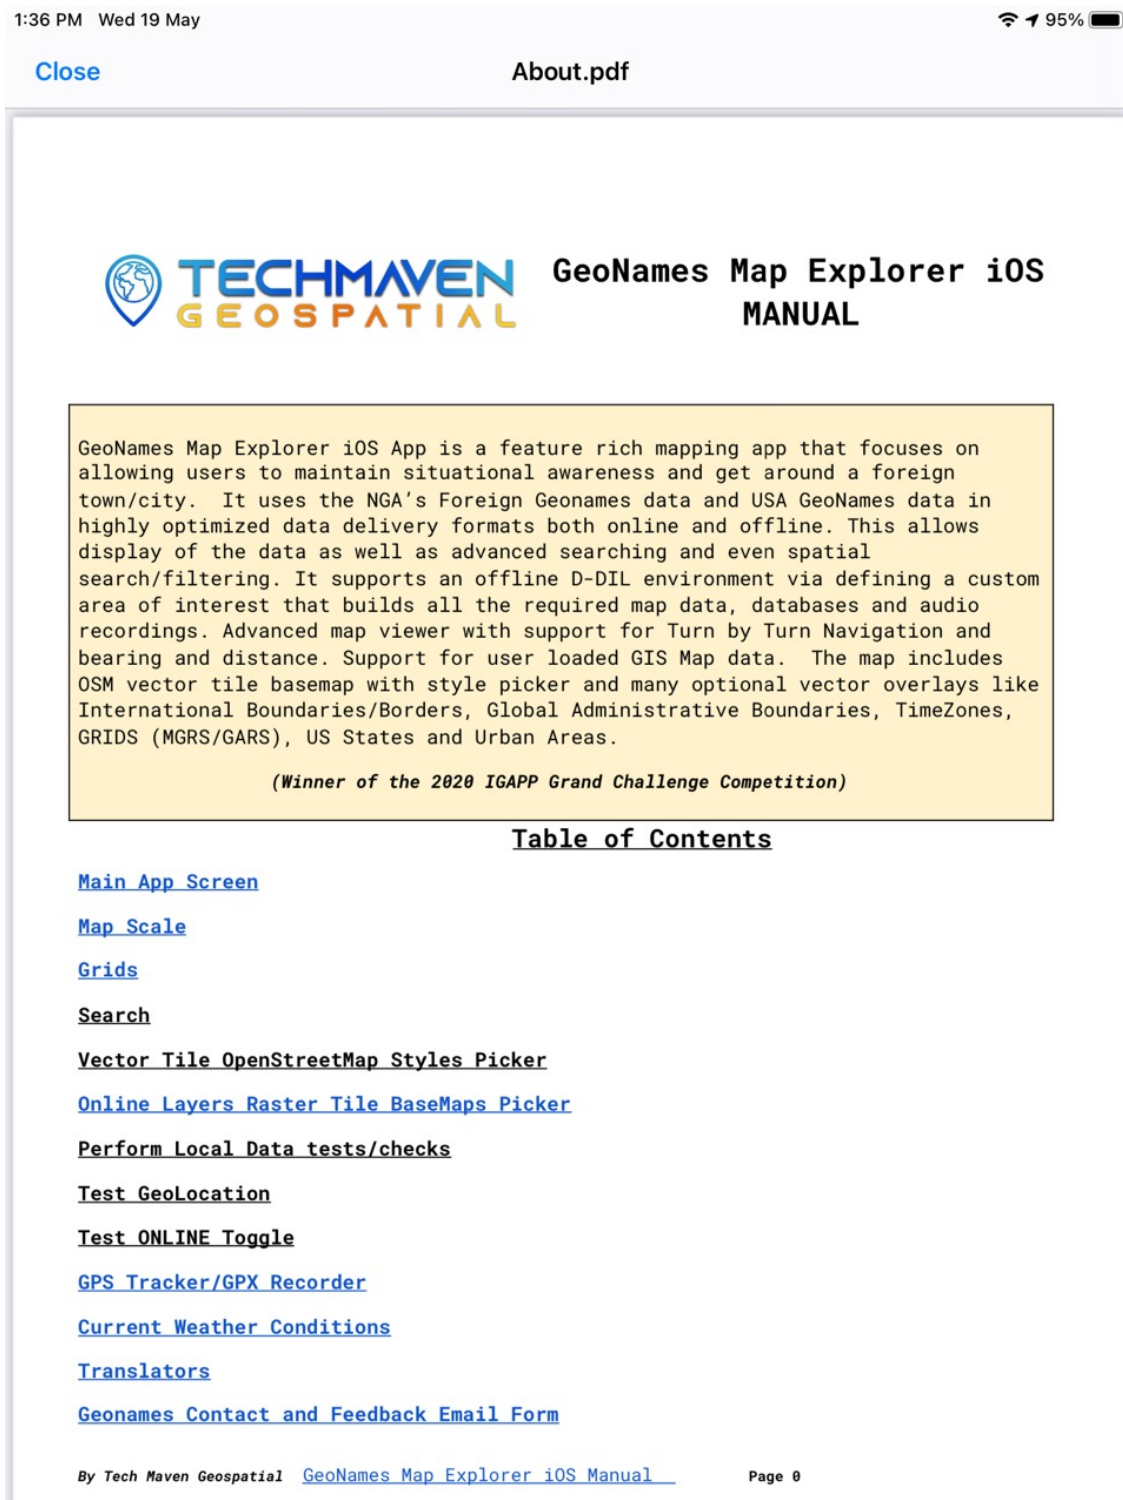 1:36 PM Wed 19 May
95%
Close
About.pdf
TECHMAVEN
GEOSPATIAL
GeoNames Map Explorer iOS
MANUAL
GeoNames Map Explorer iOS App is a feature rich mapping app that focuses on
allowing users to maintain situational awareness and get around a foreign
town/city. It uses the NGA's Foreign Geonames data and USA GeoNames data in
highly optimized data delivery formats both online and offline. This allows
display of the data as well as advanced searching and even spatial
search/filtering. It supports an offline D-DIL environment via defining a custom
area of interest that builds all the required map data, databases and audio
recordings. Advanced map viewer with support for Turn by Turn Navigation and
bearing and distance. Support for user loaded GIS Map data. The map includes
OSM vector tile basemap with style picker and many optional vector overlays like
International Boundaries/Borders, Global Administrative Boundaries, TimeZones,
GRIDS (MGRS/GARS), US States and Urban Areas.
(Winner of the 2020 IGAPP Grand Challenge Competition)
Table of Contents
Main App Screen
Map Scale
Grids
Search
Vector Tile OpenStreetMap Styles Picker
Online Layers Raster Tile BaseMaps Picker
Perform Local Data tests/checks
Test GeoLocation
Test ONLINE Toggle
GPS Tracker/GPX Recorder
Current Weather Conditions
Translators
Geonames Contact and Feedback Email Form
By Tech Maven Geospatial GeoNames Map Explorer iOS Manual Page 0